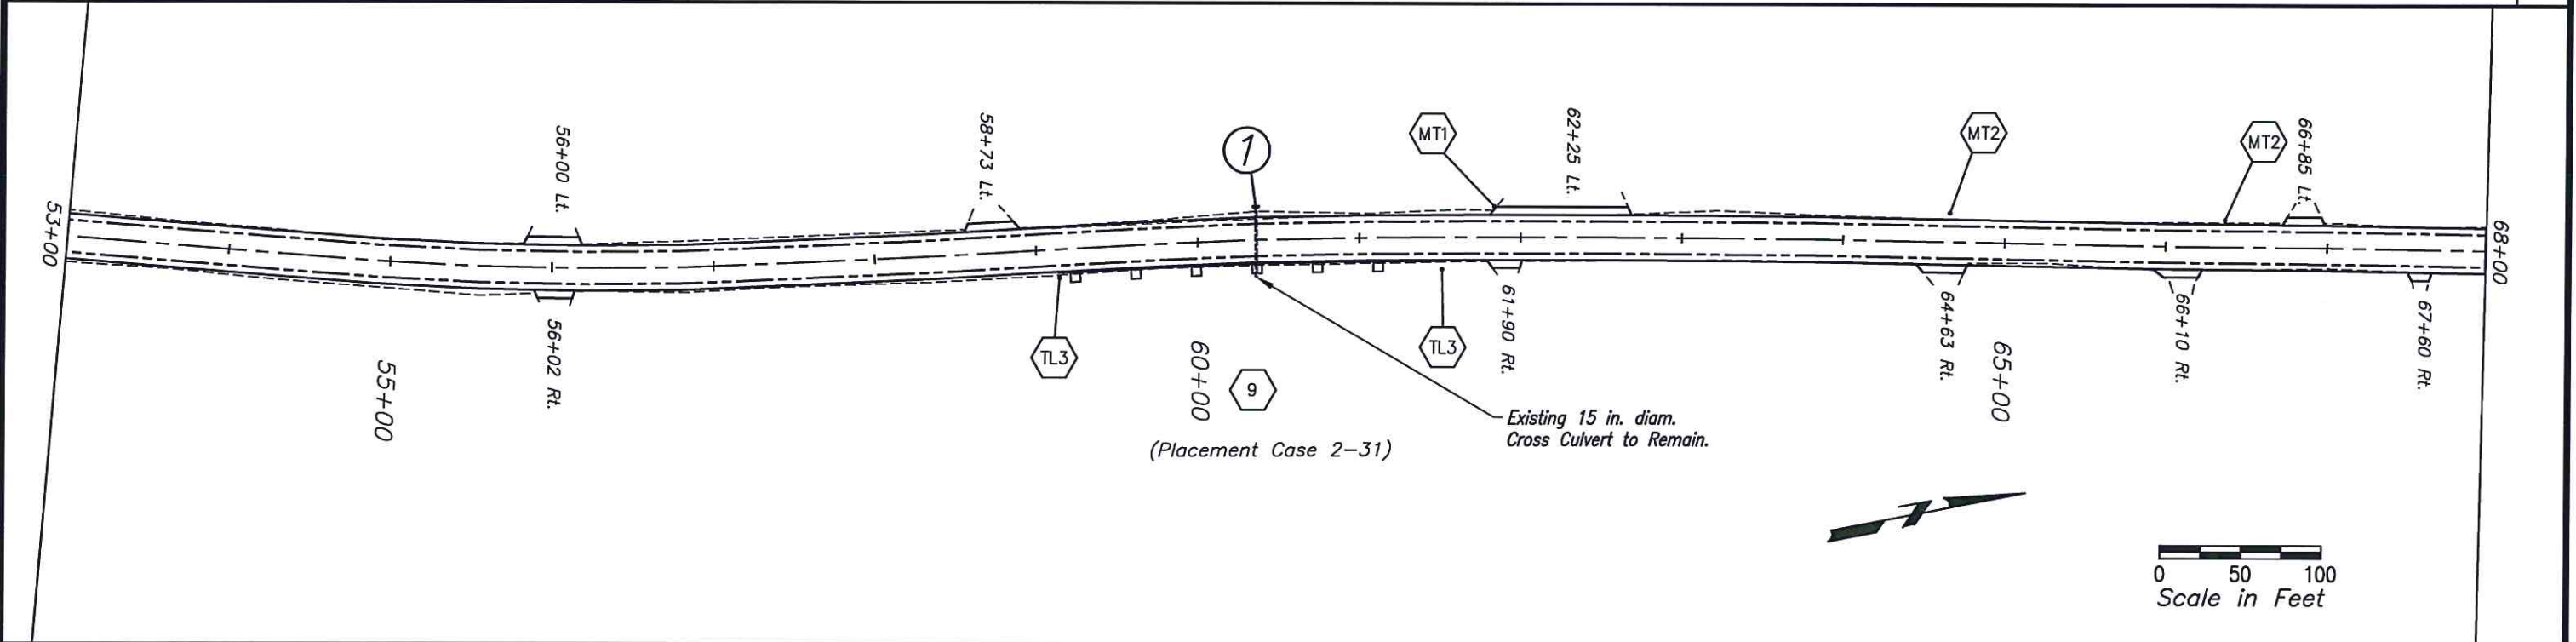 56+00 Lt.
58+73 Lt.
1
MT1
62+25 Lt.
MT2
MT2
66+85 Lt.
53+00
68+00
55+00
56+02 Rt.
TL3
60+00
9
TL3
61+90 Rt.
64+63 Rt.
65+00
66+10 Rt.
67+60 Rt.
(Placement Case 2-31)
Existing 15 in. diam.
Cross Culvert to Remain.
0 50 100
Scale in Feet